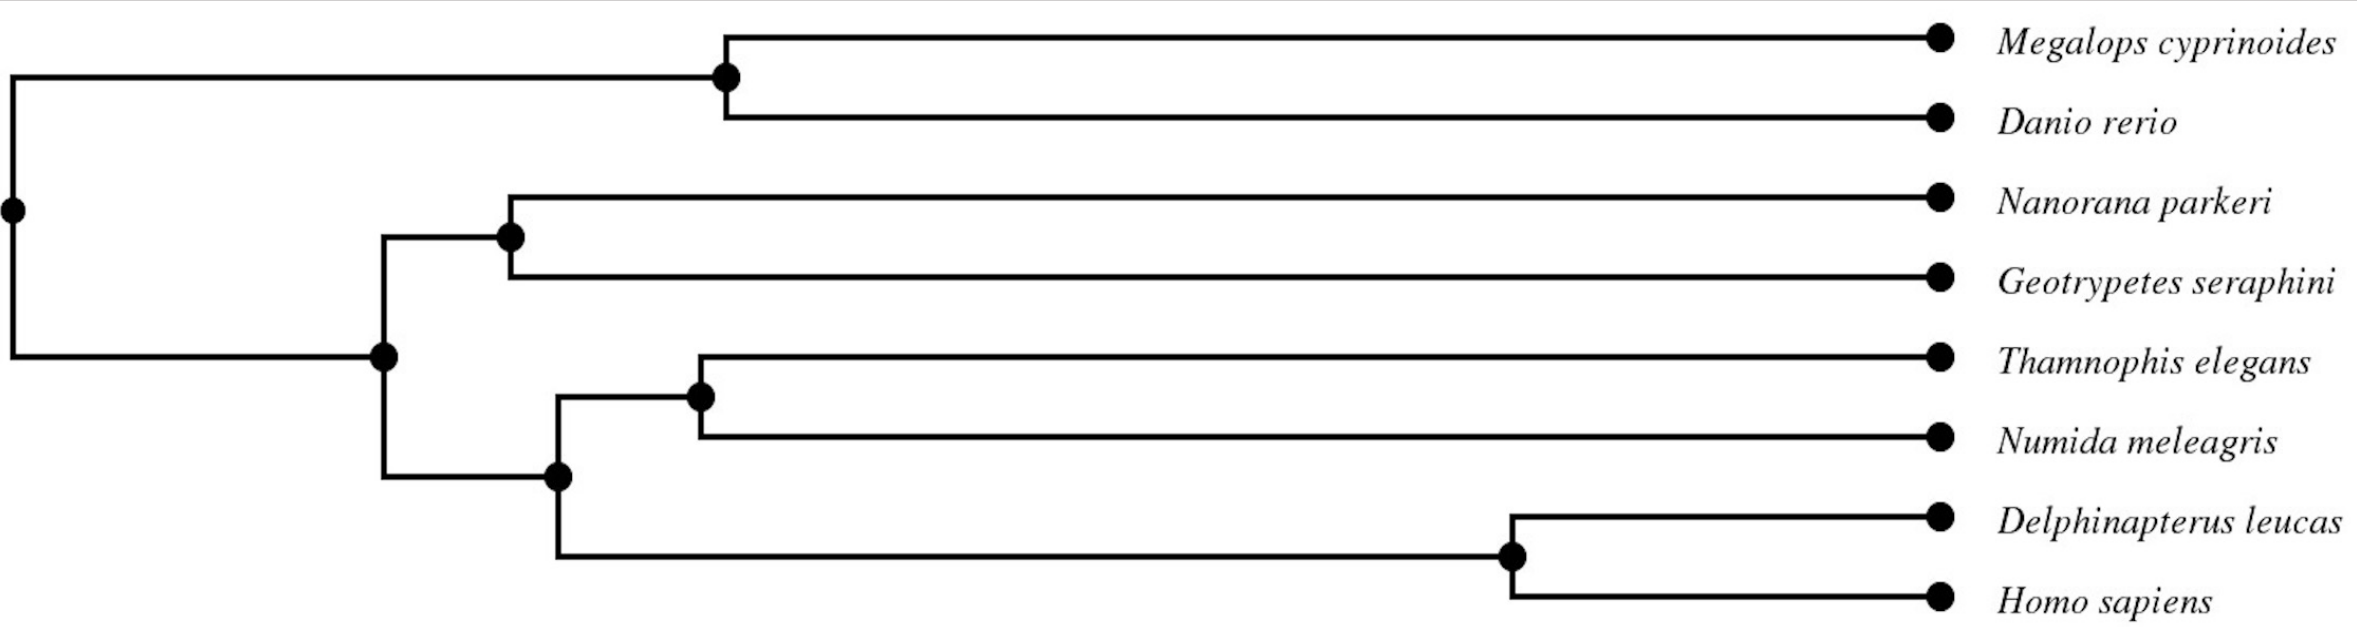 Megalops cyprinoides
Danio rerio
Nanorana parkeri
Geotrypetes seraphini
Thamnophis elegans
Numida meleagris
Delphinapterus leucas
Homo sapiens